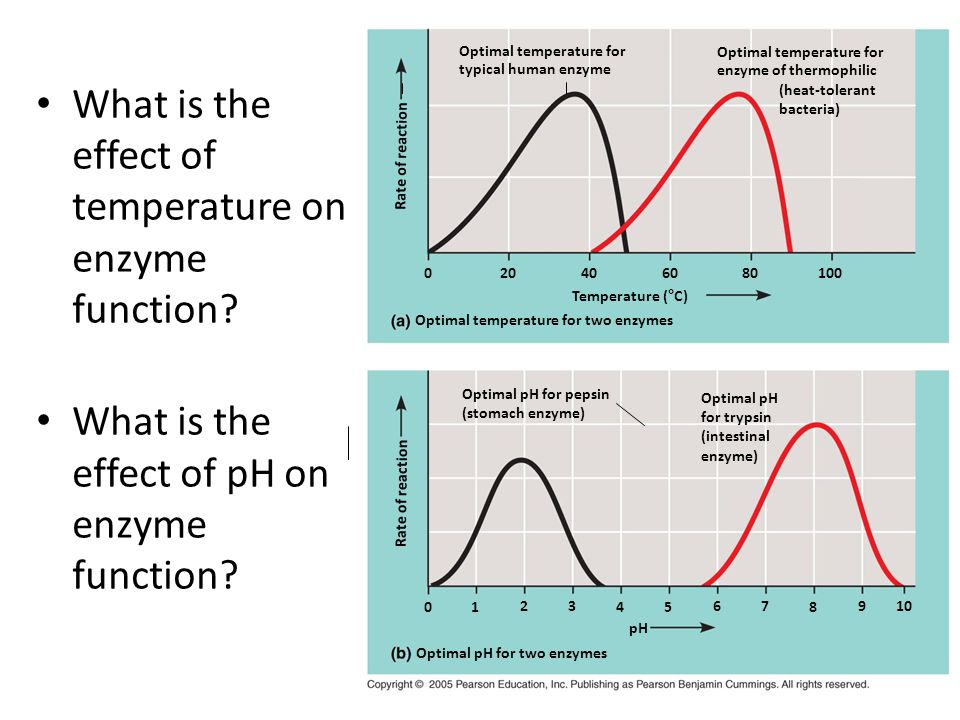 • What is the
effect of
temperature on
enzyme
function?
• What is the
effect of pH on
enzyme
function?
Optimal temperature for
typical human enzyme
Optimal temperature for
enzyme of thermophilic
(heat-tolerant
bacteria)
Rate of reaction
0 20 40 60 80 100
Temperature (°C)
(a) Optimal temperature for two enzymes
Optimal pH for pepsin
(stomach enzyme)
Optimal pH
for trypsin
(intestinal
enzyme)
Rate of reaction
0 1 2 3 4 5 6 7 8 9 10
pH
(b) Optimal pH for two enzymes
Copyright © 2005 Pearson Education, Inc. Publishing as Pearson Benjamin Cummings. All rights reserved.